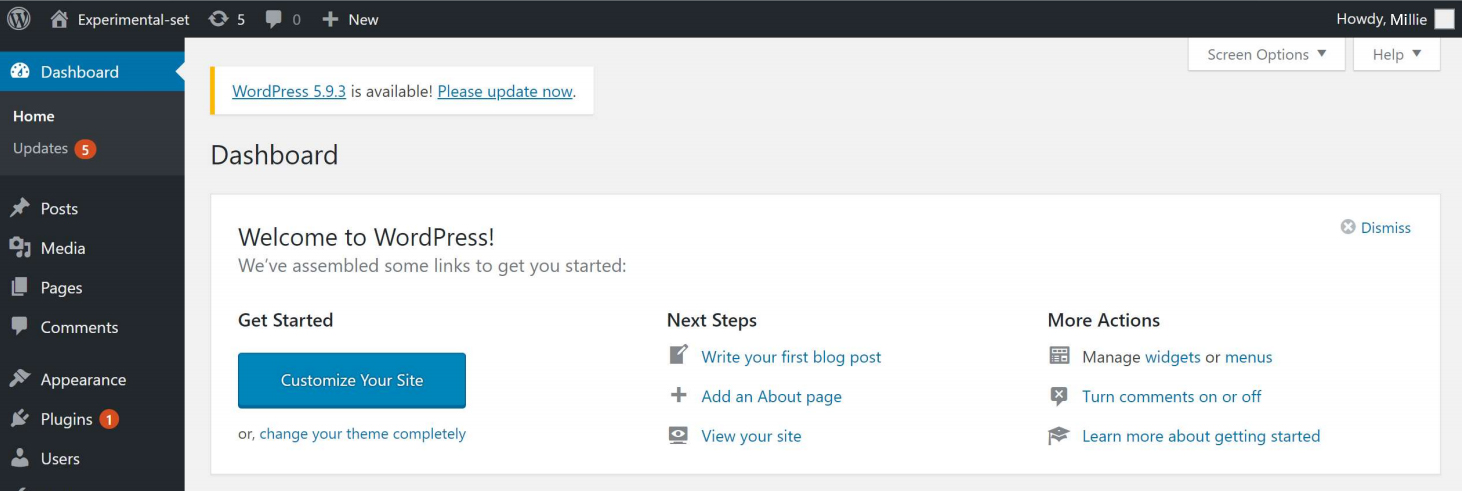 Experimental-set 5 0 New Howdy, Millie
Screen Options Help
Dashboard
Home
Updates 5
Posts
Media
Pages
Comments
Appearance
Plugins 1
Users
WordPress 5.9.3 is available! Please update now.
Dashboard
Welcome to WordPress!
Dismiss
We've assembled some links to get you started:
Get Started
Customize Your Site
or, change your theme completely
Next Steps
Write your first blog post
Add an About page
View your site
More Actions
Manage widgets or menus
Turn comments on or off
Learn more about getting started